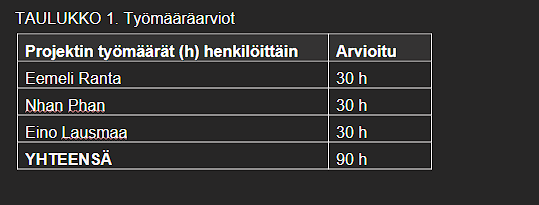 TAULUKKO 1. Työmääräarviot
Projektin työmäärät (h) henkilöittäin Arvioitu
Eemeli Ranta 30 h
Nhan Phan 30 h
Eino Lausmaa 30 h
YHTEENSÄ 90 h